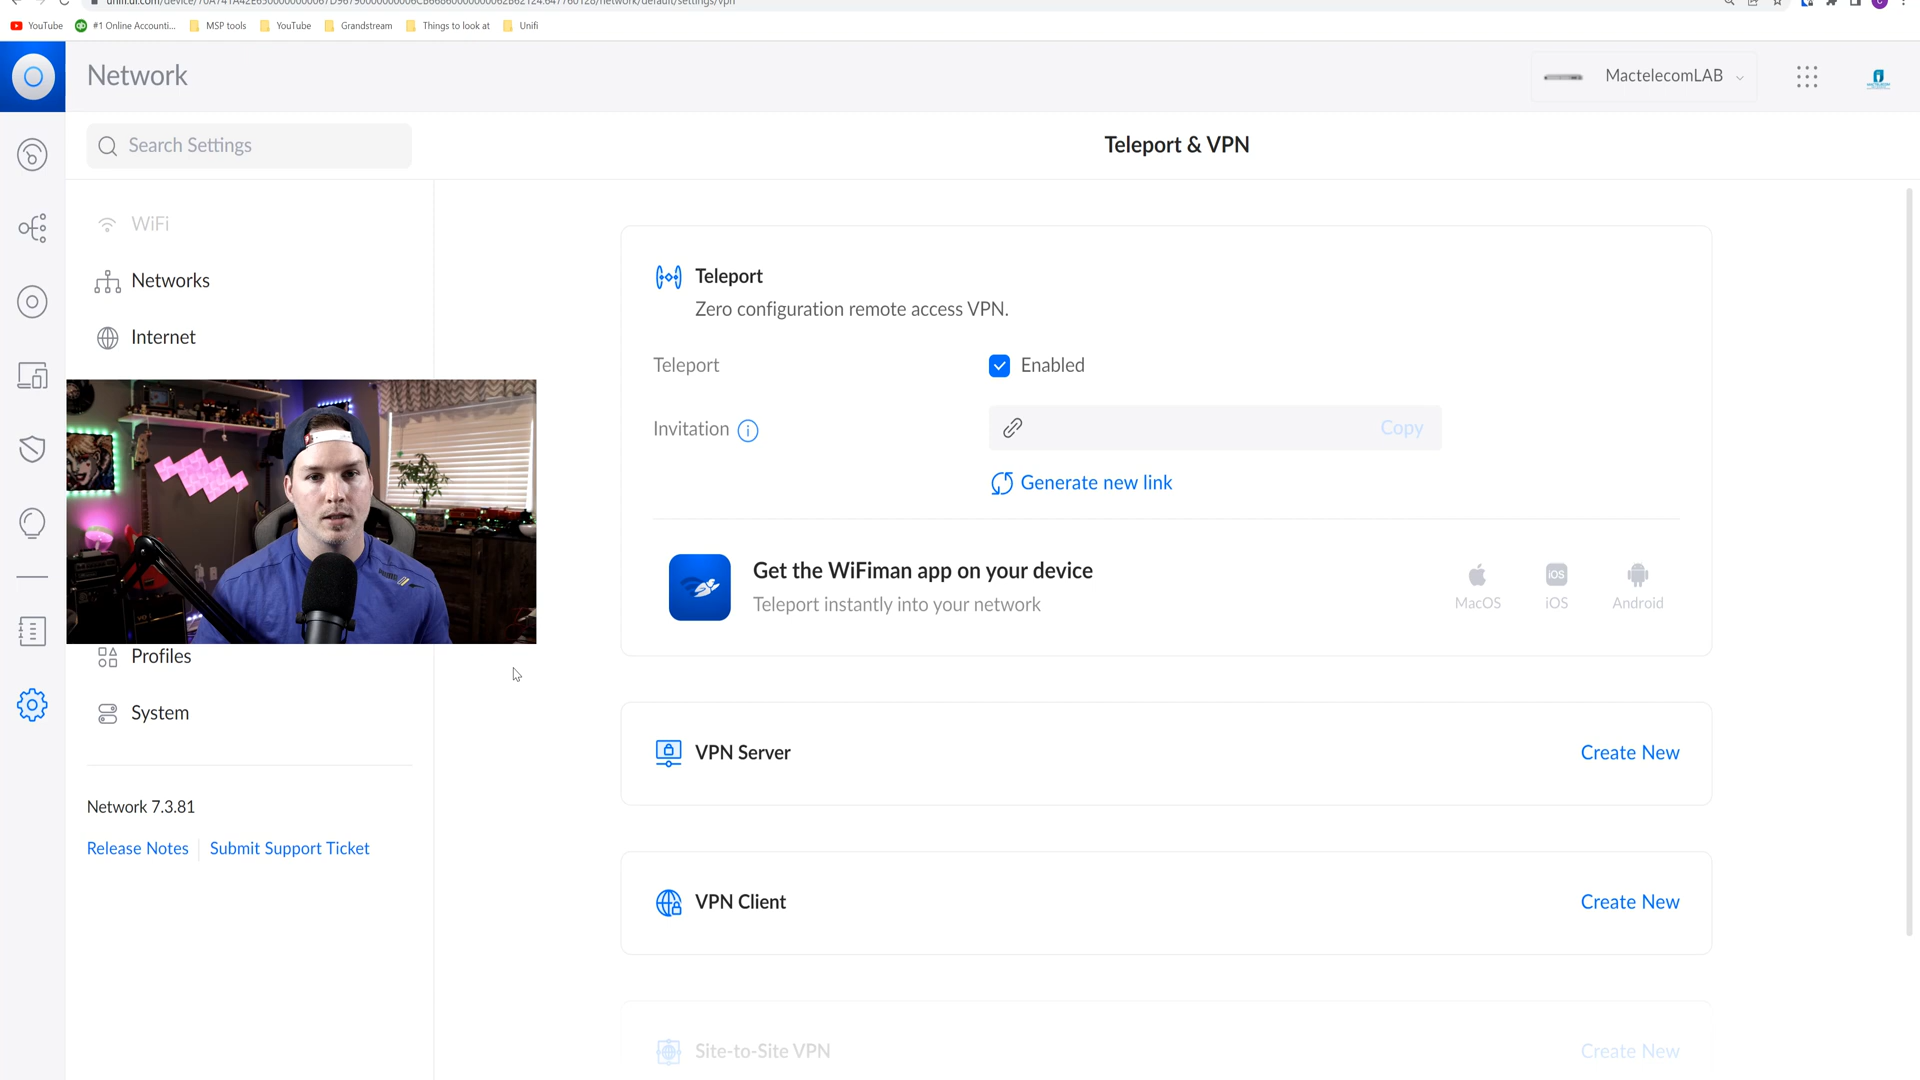 YouTube
#1 Online Accounti...
MSP tools
YouTube
Grandstream
Things to look at
Unifi
Network
MactelecomLAB
Search Settings
Teleport & VPN
WiFi
Networks
Internet
Profiles
System
Network 7.3.81
Release Notes
Submit Support Ticket
Teleport
Zero configuration remote access VPN.
Teleport
Enabled
Invitation
Copy
Generate new link
Get the WiFiman app on your device
Teleport instantly into your network
iOS
MacOS
iOS
Android
VPN Server
Create New
VPN Client
Create New
Site-to-Site VPN
Create New